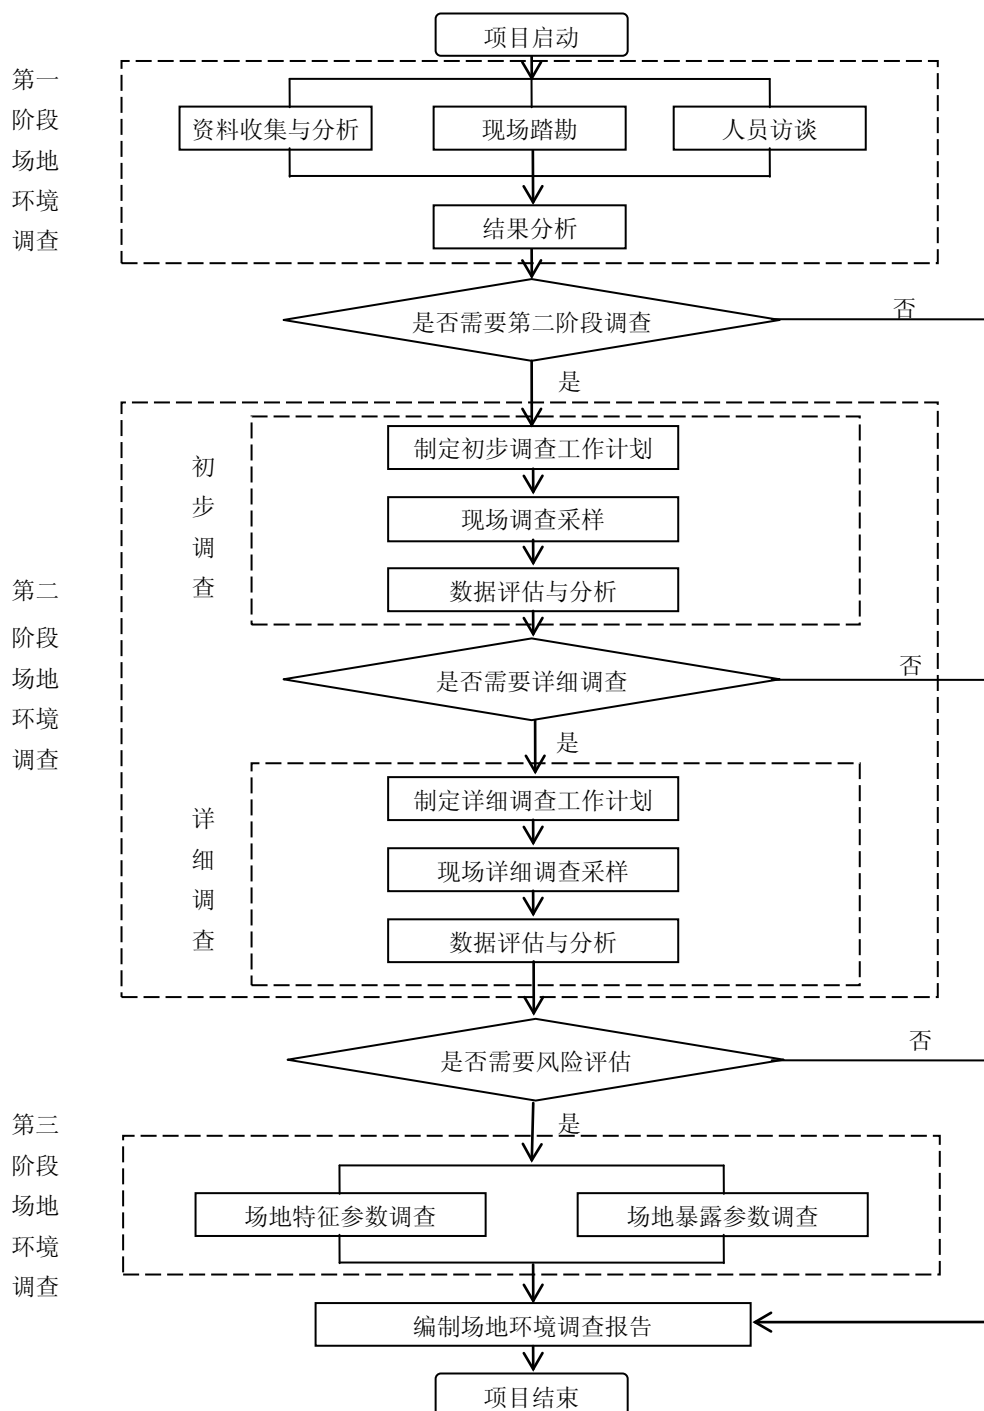 项目启动
第一
阶段
场地
环境
调查
资料收集与分析
现场踏勘
人员访谈
结果分析
是否需要第二阶段调查
否
是
第二
阶段
场地
环境
调查
初
步
调
查
制定初步调查工作计划
现场调查采样
数据评估与分析
是否需要详细调查
否
是
详
细
调
查
制定详细调查工作计划
现场详细调查采样
数据评估与分析
是否需要风险评估
否
是
第三
阶段
场地
环境
调查
场地特征参数调查
场地暴露参数调查
编制场地环境调查报告
项目结束